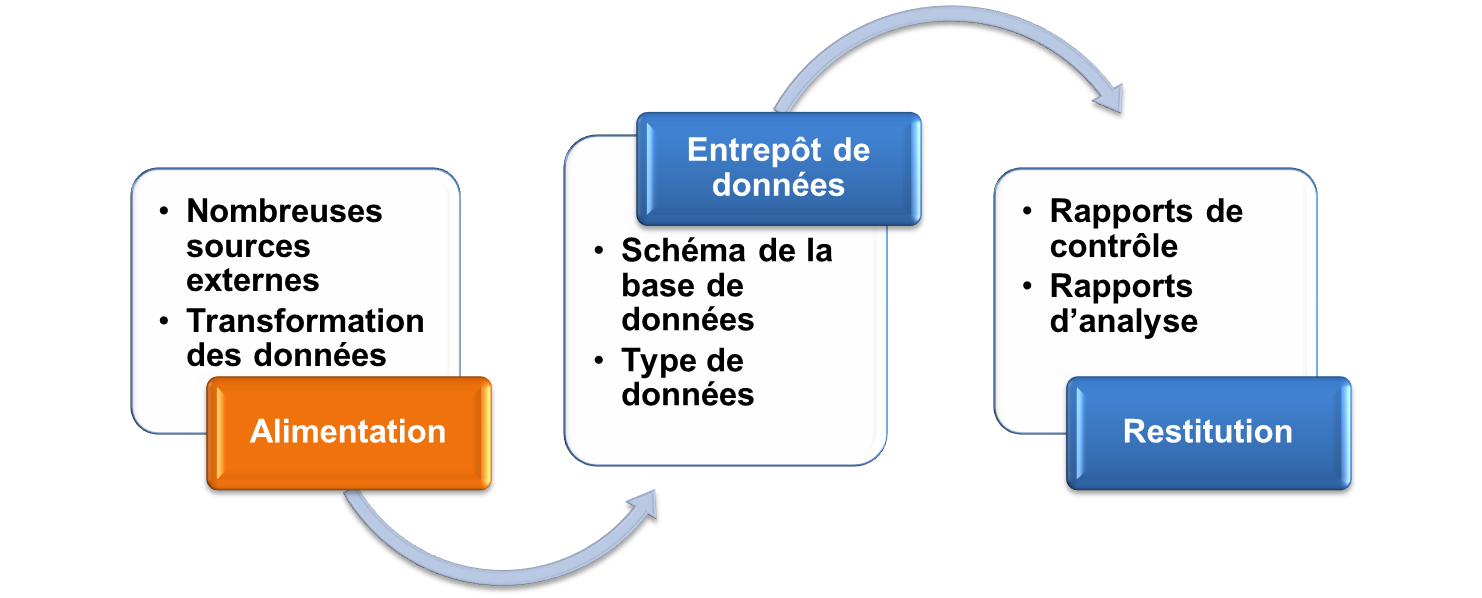 • Nombreuses
sources
externes
• Transformation
des données
Alimentation
Entrepôt de
données
• Schéma de la
base de
données
• Type de
données
• Rapports de
contrôle
• Rapports
d’analyse
Restitution